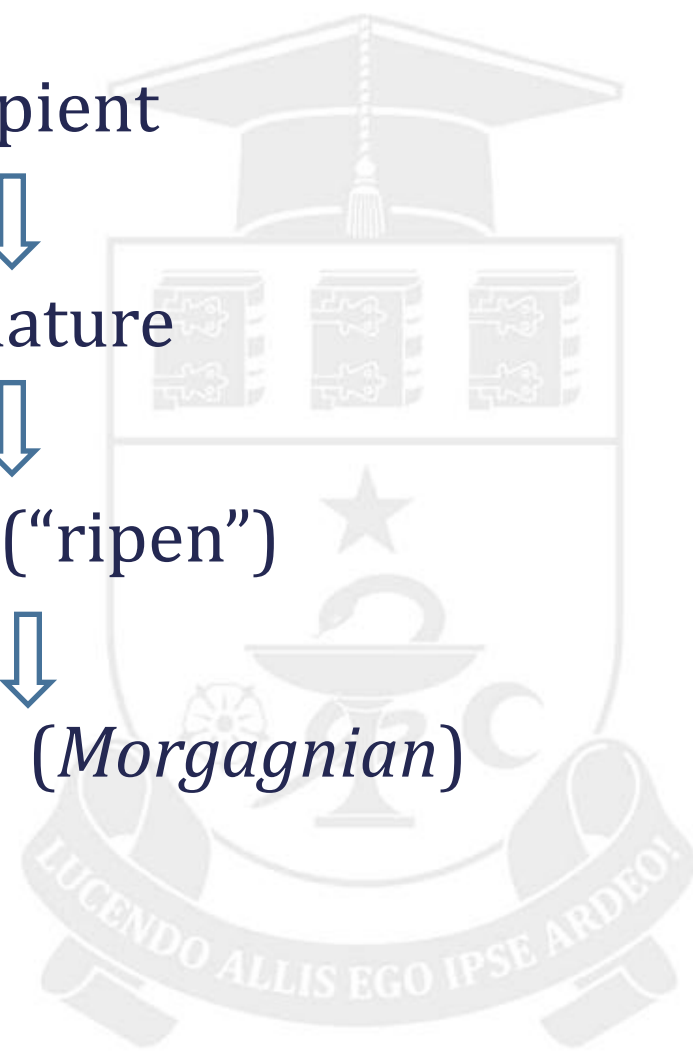 pient
ature
(“ripen”)
(Morgagnian)
LUCENDO ALLIS EGO IPSE ARDEO!